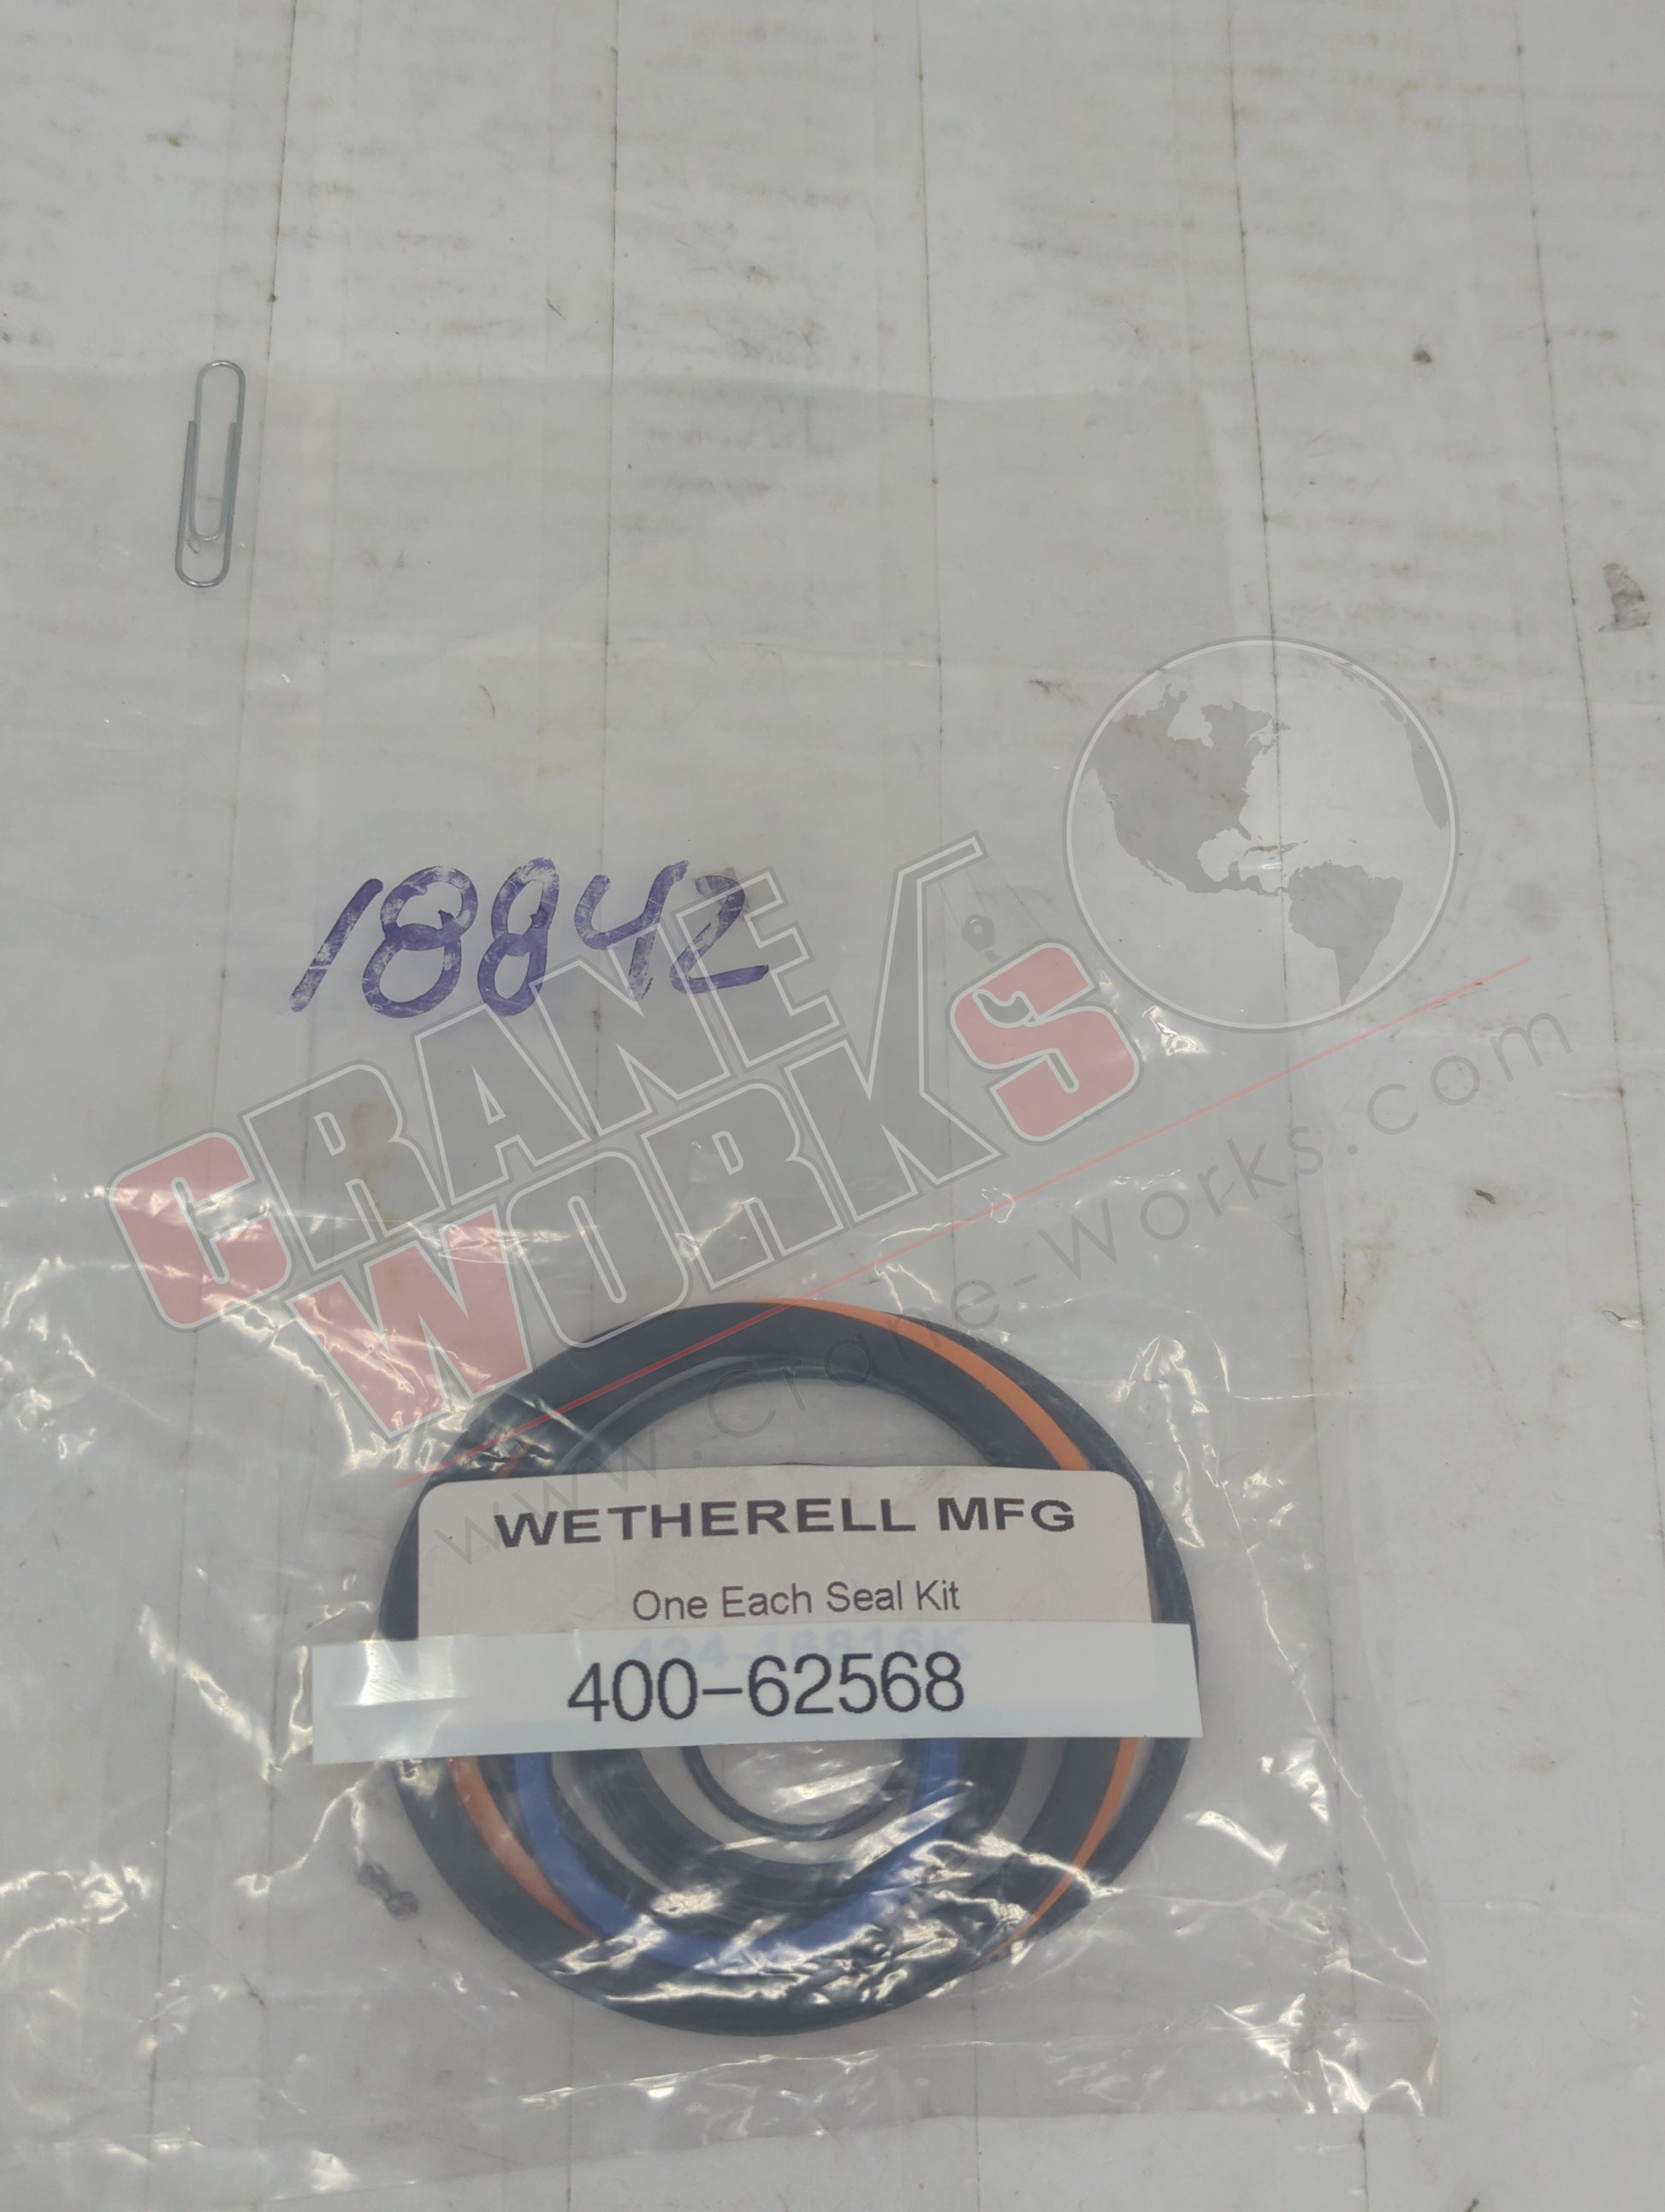 18842
CRANE
WORKS
www.crane-works.com
WETHERELL MFG
One Each Seal Kit
400-62568